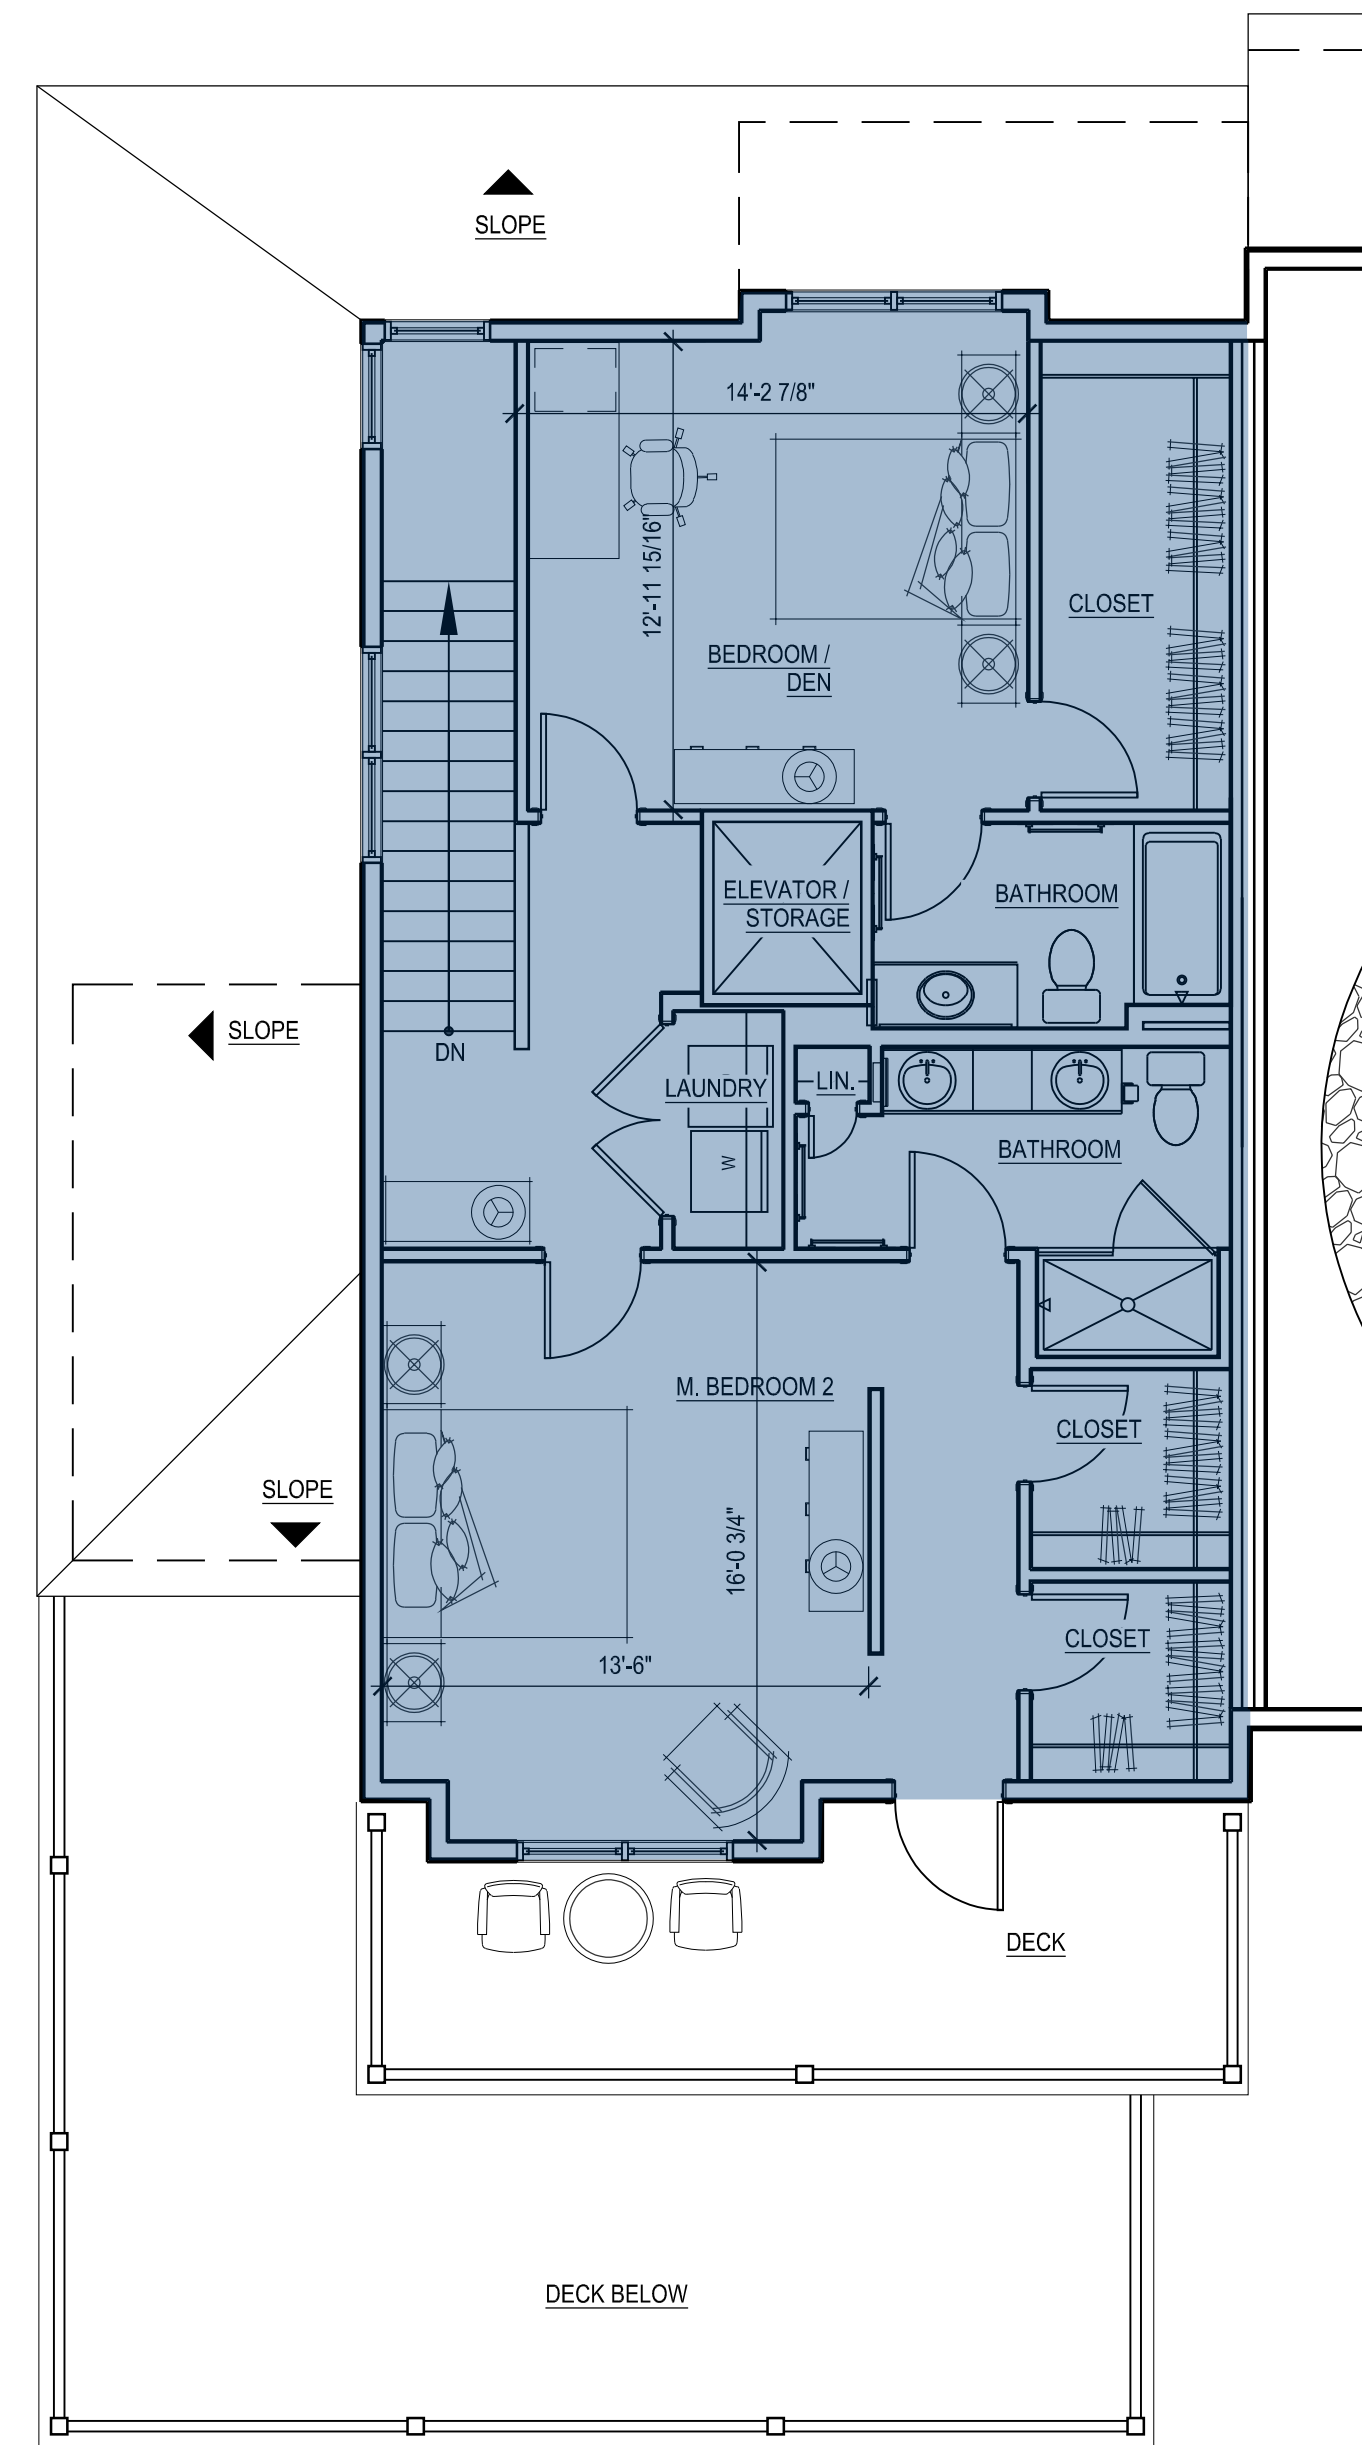 SLOPE
14'-2 7/8"
12'-11 15/16"
CLOSET
BEDROOM /
DEN
ELEVATOR /
STORAGE
BATHROOM
SLOPE
DN
LAUNDRY
LIN.
W
BATHROOM
M. BEDROOM 2
CLOSET
SLOPE
16'-0 3/4"
CLOSET
13'-6"
DECK
DECK BELOW